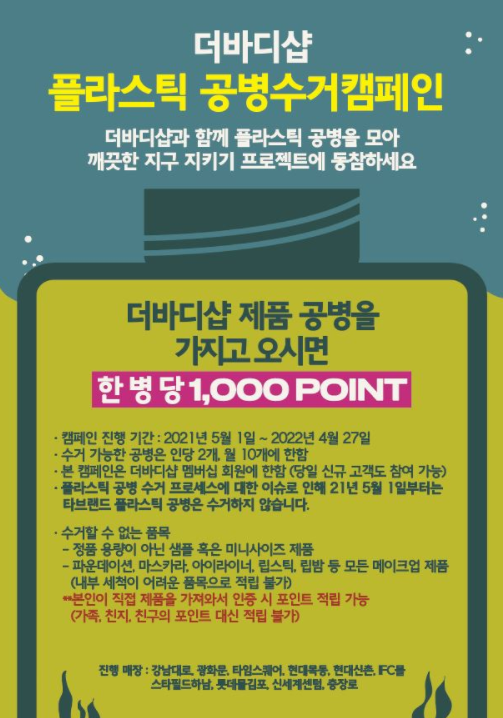 더바디샵
플라스틱 공병수거캠페인
더바디샵과 함께 플라스틱 공병을 모아
깨끗한 지구 지키기 프로젝트에 동참하세요
더바디샵 제품 공병을
가지고 오시면
한 병 당 1,000 POINT
· 캠페인 진행 기간 : 2021년 5월 1일 ~ 2022년 4월 27일
· 수거 가능한 공병은 인당 2개, 월 10개에 한함
· 본 캠페인은 더바디샵 멤버십 회원에 한함 (당일 신규 고객도 참여 가능)
· 플라스틱 공병 수거 프로세스에 대한 이슈로 인해 21년 5월 1일부터는
타브랜드 플라스틱 공병은 수거하지 않습니다.
· 수거할 수 없는 품목
– 정품 용량이 아닌 샘플 혹은 미니사이즈 제품
– 파운데이션, 마스카라, 아이라이너, 립스틱, 립밤 등 모든 메이크업 제품
(내부 세척이 어려운 품목으로 적립 불가)
**본인이 직접 제품을 가져와서 인증 시 포인트 적립 가능
(가족, 친지, 친구의 포인트 대신 적립 불가)
진행 매장 : 강남대로, 광화문, 타임스퀘어, 현대목동, 현대신촌, IFC몰
스타필드하남, 롯데몰김포, 신세계센텀, 충장로